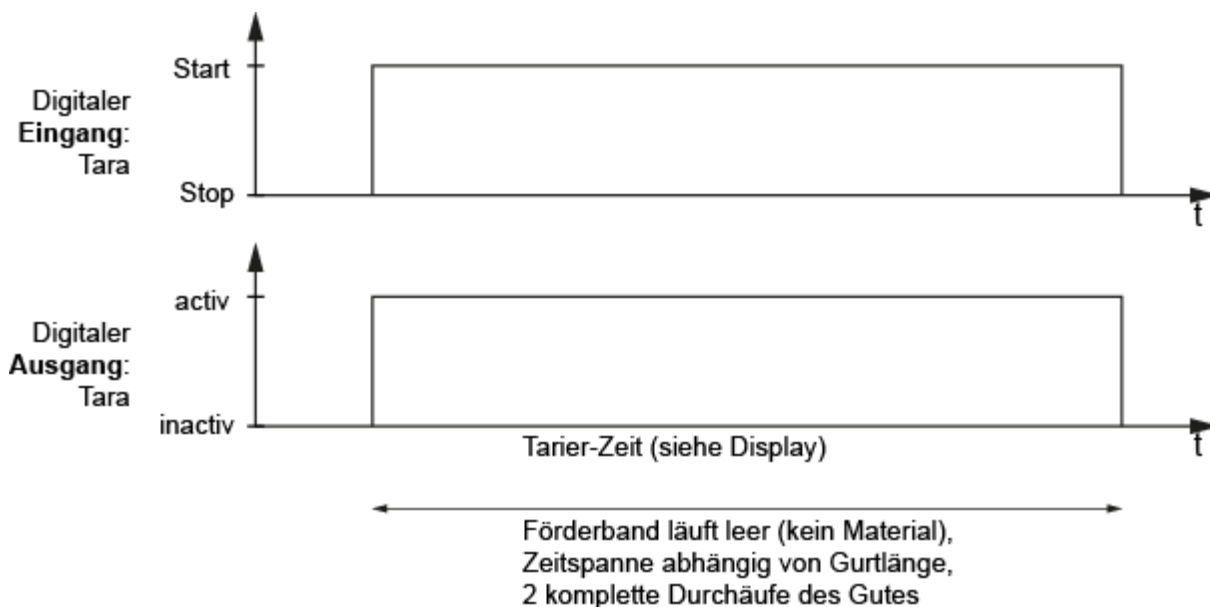 Start
Digitaler
Eingang:
Tara
Stop
t
activ
Digitaler
Ausgang:
Tara
inactiv
t
Tarier-Zeit (siehe Display)
Förderband läuft leer (kein Material),
Zeitspanne abhängig von Gurtlänge,
2 komplette Durchäufe des Gutes